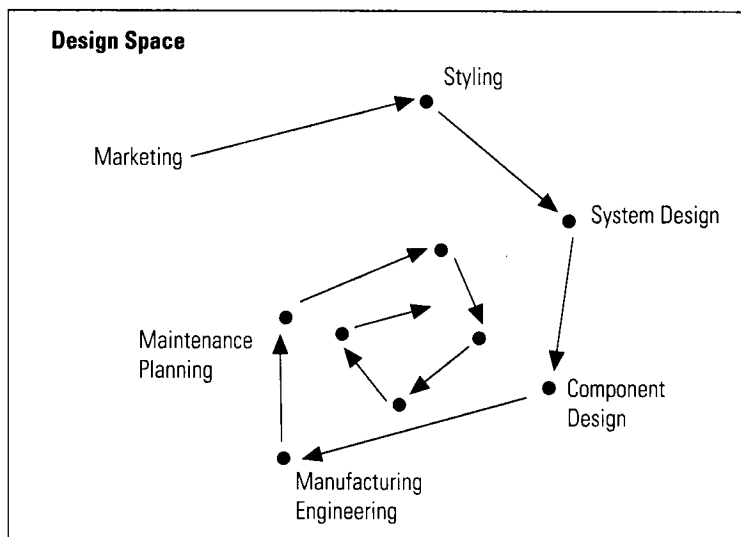 Design Space
Styling
Marketing
System Design
Maintenance
Planning
Component
Design
Manufacturing
Engineering